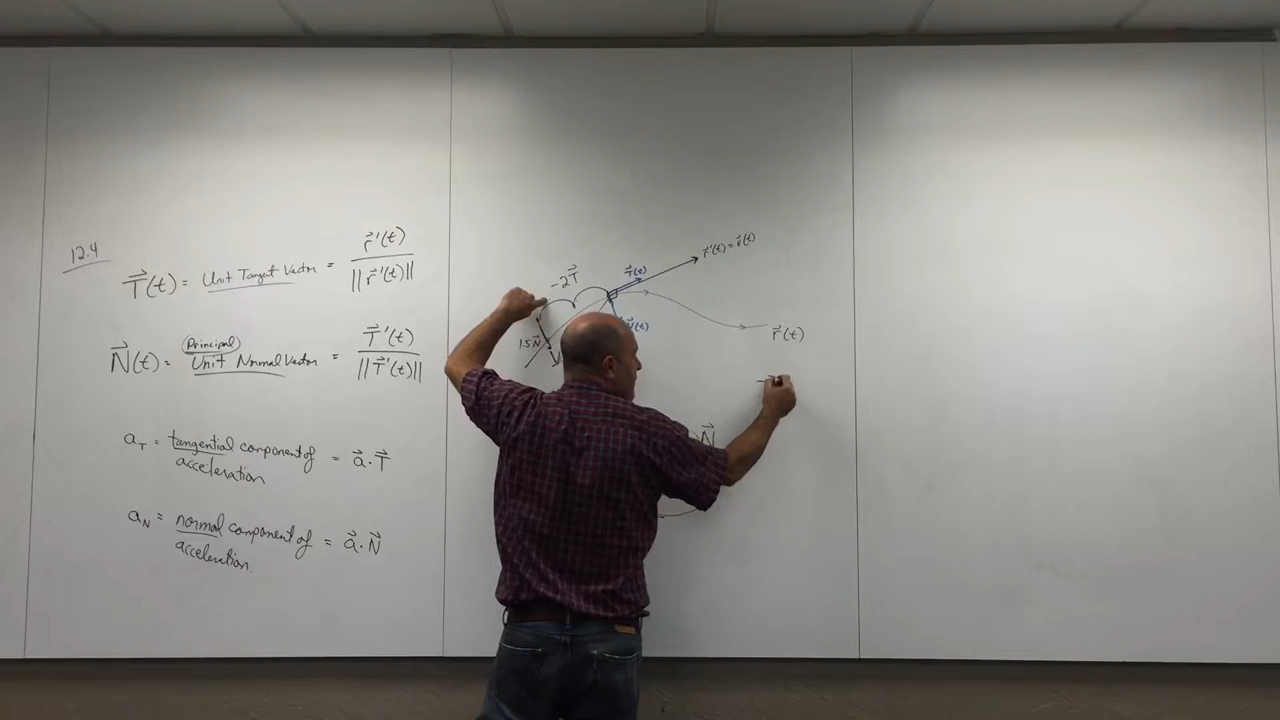 12.4
T⃗(t) = Unit Tangent Vector = r⃗'(t) / ||r⃗'(t)||
Principal
N⃗(t) = Unit Normal Vector = T⃗'(t) / ||T⃗'(t)||
a_T = tangential component of = a⃗·T⃗
acceleration
a_N = normal component of = a⃗·N⃗
acceleration
r⃗'(t) = v⃗(t)
T⃗(t)
-2T⃗
1.5N⃗
r⃗(t)
N⃗